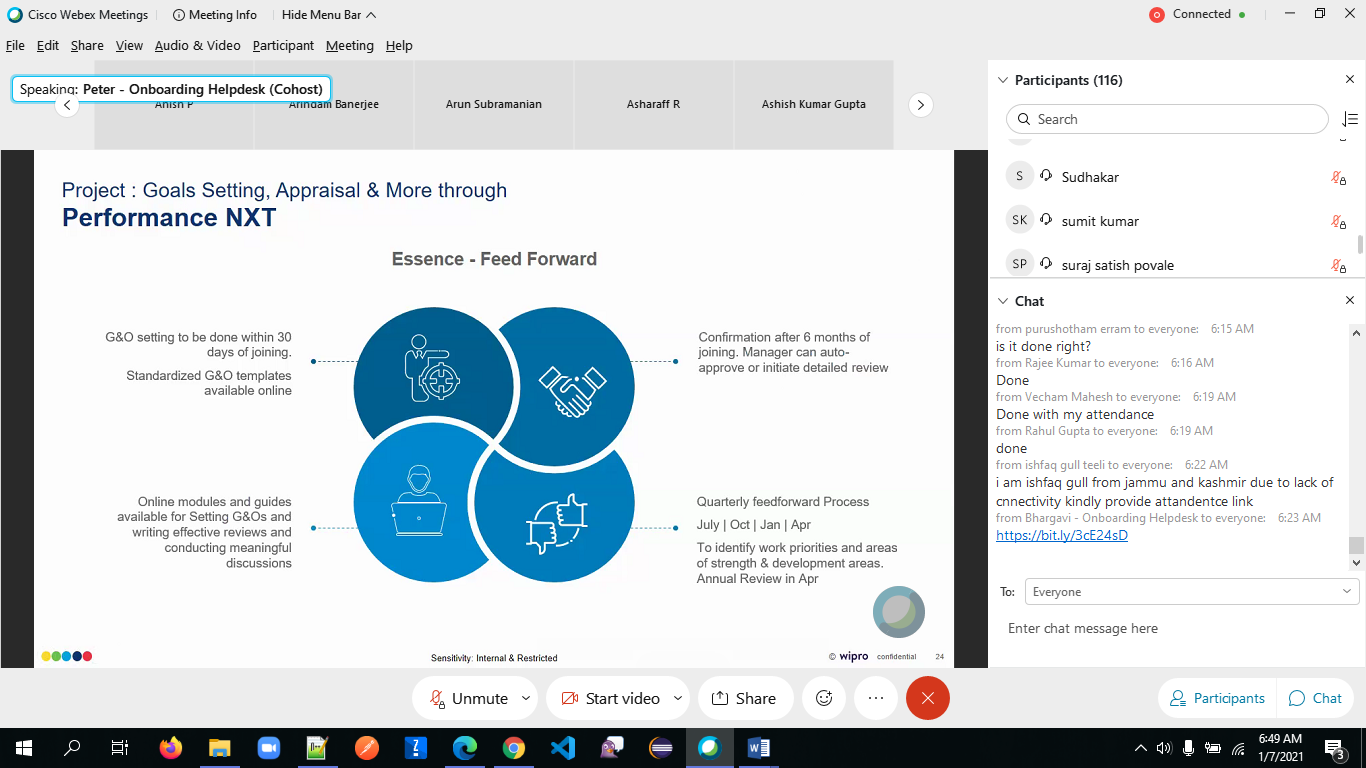 Cisco Webex Meetings
Meeting Info
Hide Menu Bar
Connected
File Edit Share View Audio & Video Participant Meeting Help
Speaking: Peter - Onboarding Helpdesk (Cohost)
Anish P
Arindam Banerjee
Arun Subramanian
Asharaff R
Ashish Kumar Gupta
Project : Goals Setting, Appraisal & More through
Performance NXT
Essence - Feed Forward
G&O setting to be done within 30
days of joining.
Standardized G&O templates
available online
Confirmation after 6 months of
joining. Manager can auto-
approve or initiate detailed review
Online modules and guides
available for Setting G&Os and
writing effective reviews and
conducting meaningful
discussions
Quarterly feedforward Process
July | Oct | Jan | Apr
To identify work priorities and areas
of strength & development areas.
Annual Review in Apr
Sensitivity: Internal & Restricted
© wipro confidential 24
Participants (116)
Search
S Sudhakar
SK sumit kumar
SP suraj satish povale
Chat
from purushotham erram to everyone: 6:15 AM
is it done right?
from Rajee Kumar to everyone: 6:16 AM
Done
from Vecham Mahesh to everyone: 6:19 AM
Done with my attendance
from Rahul Gupta to everyone: 6:19 AM
done
from ishfaq gull teeli to everyone: 6:22 AM
i am ishfaq gull from jammu and kashmir due to lack of
cnnectivity kindly provide attandentce link
from Bhargavi - Onboarding Helpdesk to everyone: 6:23 AM
https://bit.ly/3cE24sD
To: Everyone
Enter chat message here
Unmute
Start video
Share
Participants
Chat
6:49 AM
1/7/2021
3